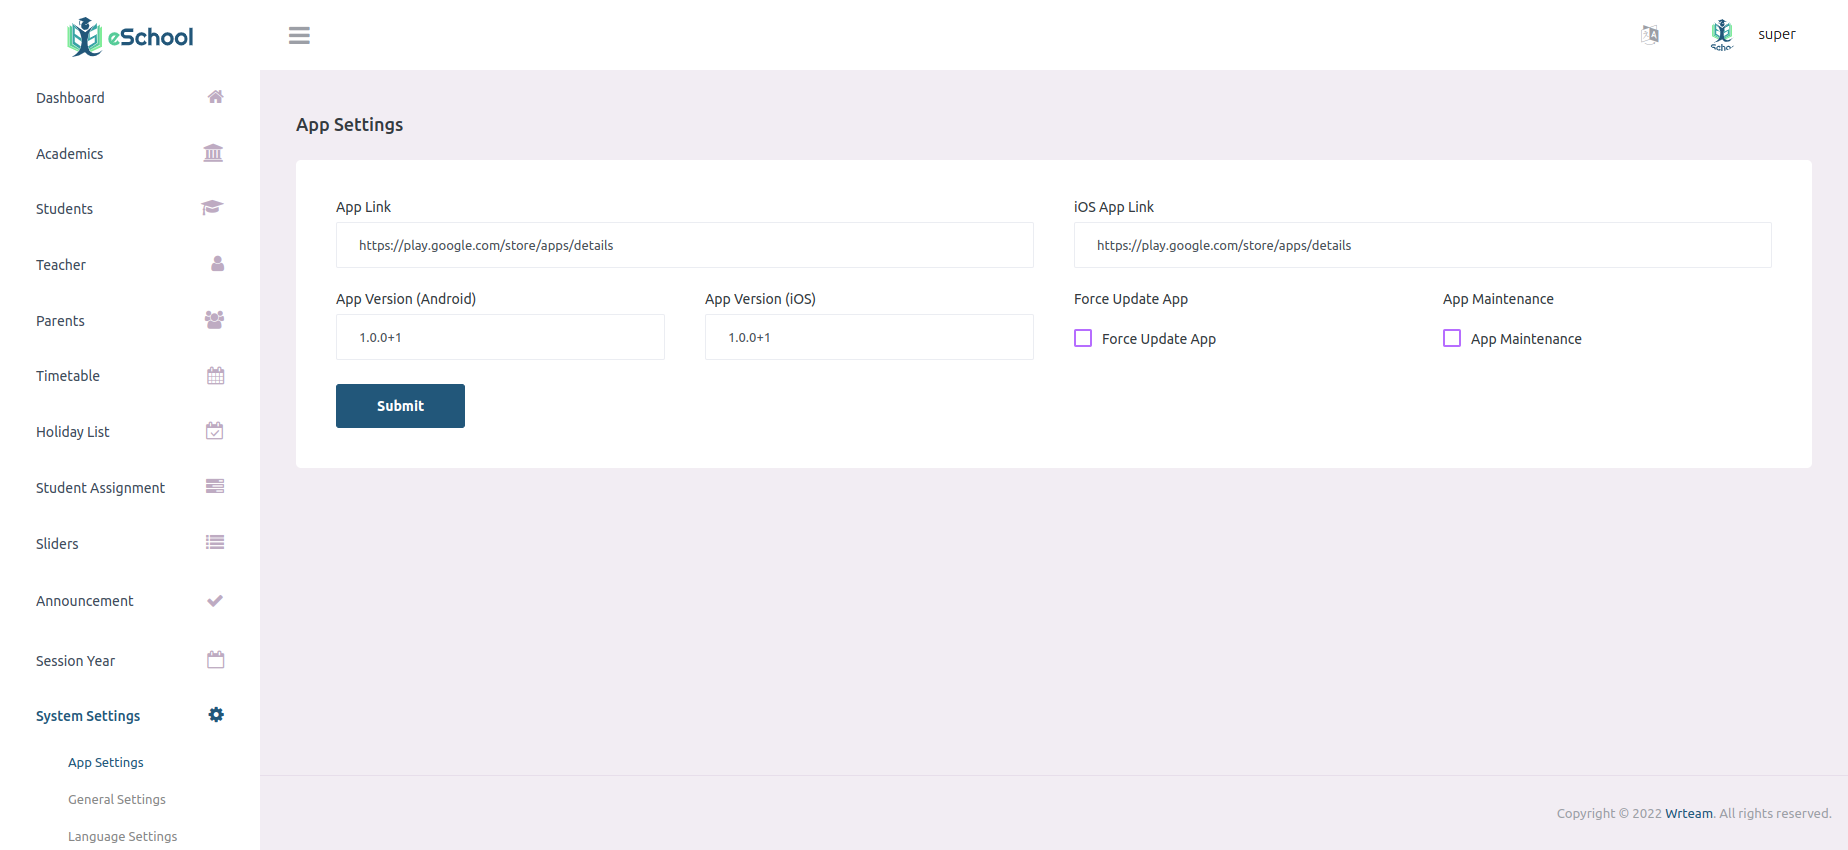 eSchool
super
Dashboard
Academics
Students
Teacher
Parents
Timetable
Holiday List
Student Assignment
Sliders
Announcement
Session Year
System Settings
App Settings
General Settings
Language Settings
App Settings
App Link
iOS App Link
https://play.google.com/store/apps/details
https://play.google.com/store/apps/details
App Version (Android)
App Version (iOS)
Force Update App
App Maintenance
1.0.0+1
1.0.0+1
Force Update App
App Maintenance
Submit
Copyright © 2022 Wrteam. All rights reserved.